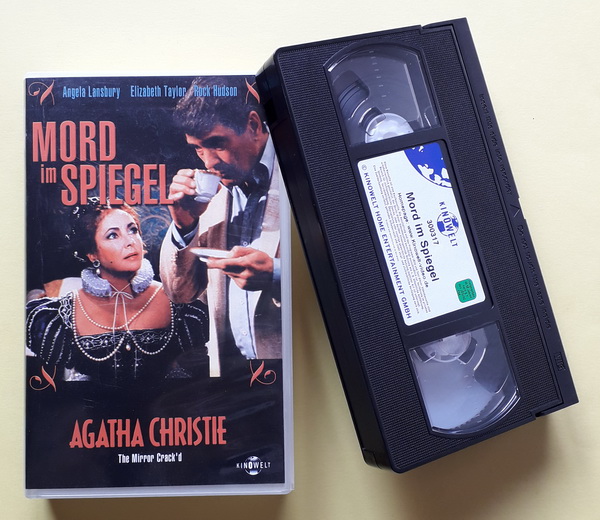 Angela Lansbury Elizabeth Taylor Rock Hudson
MORD
im SPIEGEL
AGATHA CHRISTIE
The Mirror Crack'd
KINOWELT
KINOWELT
300317
Mord im Spiegel
© KINOWELT HOME ENTERTAINMENT GMBH